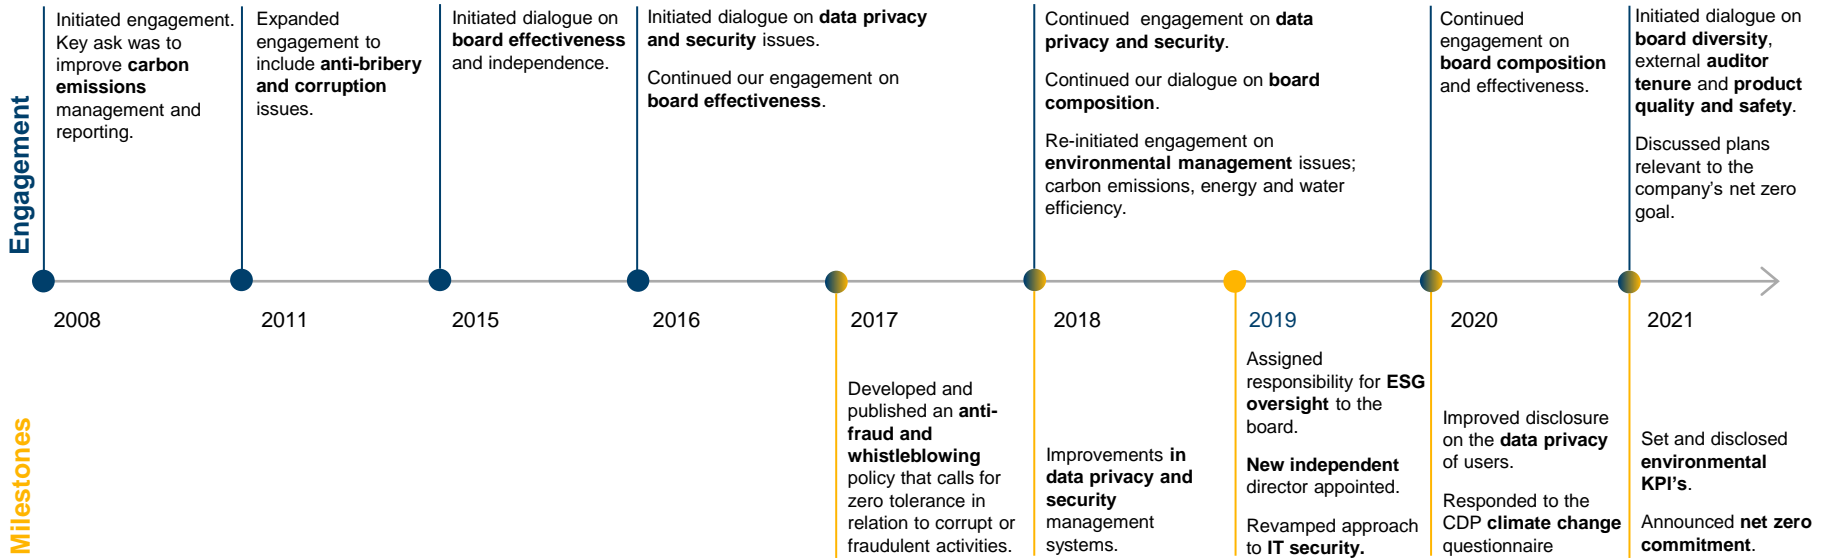 Engagement
Initiated engagement.
Key ask was to
improve carbon
emissions
management and
reporting.
Expanded
engagement to
include anti-bribery
and corruption
issues.
Initiated dialogue on
board effectiveness
and independence.
Initiated dialogue on data privacy
and security issues.
Continued our engagement on
board effectiveness.
Continued engagement on data
privacy and security.
Continued our dialogue on board
composition.
Re-initiated engagement on
environmental management issues;
carbon emissions, energy and water
efficiency.
Continued
engagement on
board composition
and effectiveness.
Initiated dialogue on
board diversity,
external auditor
tenure and product
quality and safety.
Discussed plans
relevant to the
company’s net zero
goal.
2008
2011
2015
2016
2017
2018
2019
2020
2021
Milestones
Developed and
published an anti-
fraud and
whistleblowing
policy that calls for
zero tolerance in
relation to corrupt or
fraudulent activities.
Improvements in
data privacy and
security
management
systems.
Assigned
responsibility for ESG
oversight to the
board.
New independent
director appointed.
Revamped approach
to IT security.
Improved disclosure
on the data privacy
of users.
Responded to the
CDP climate change
questionnaire
Set and disclosed
environmental
KPI’s.
Announced net zero
commitment.